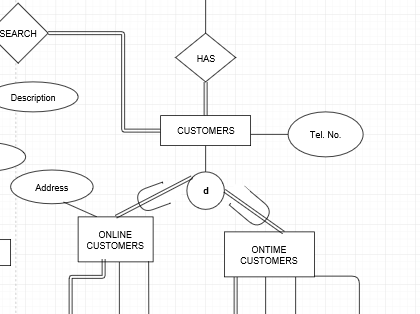 SEARCH
HAS
Description
CUSTOMERS
Tel. No.
Address
d
ONLINE
CUSTOMERS
ONTIME
CUSTOMERS